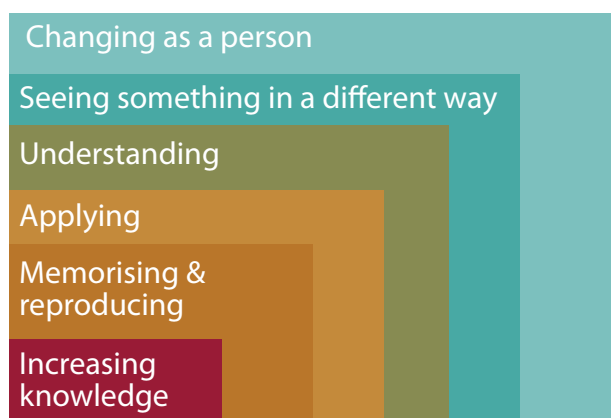 Changing as a person
Seeing something in a different way
Understanding
Applying
Memorising &
reproducing
Increasing
knowledge